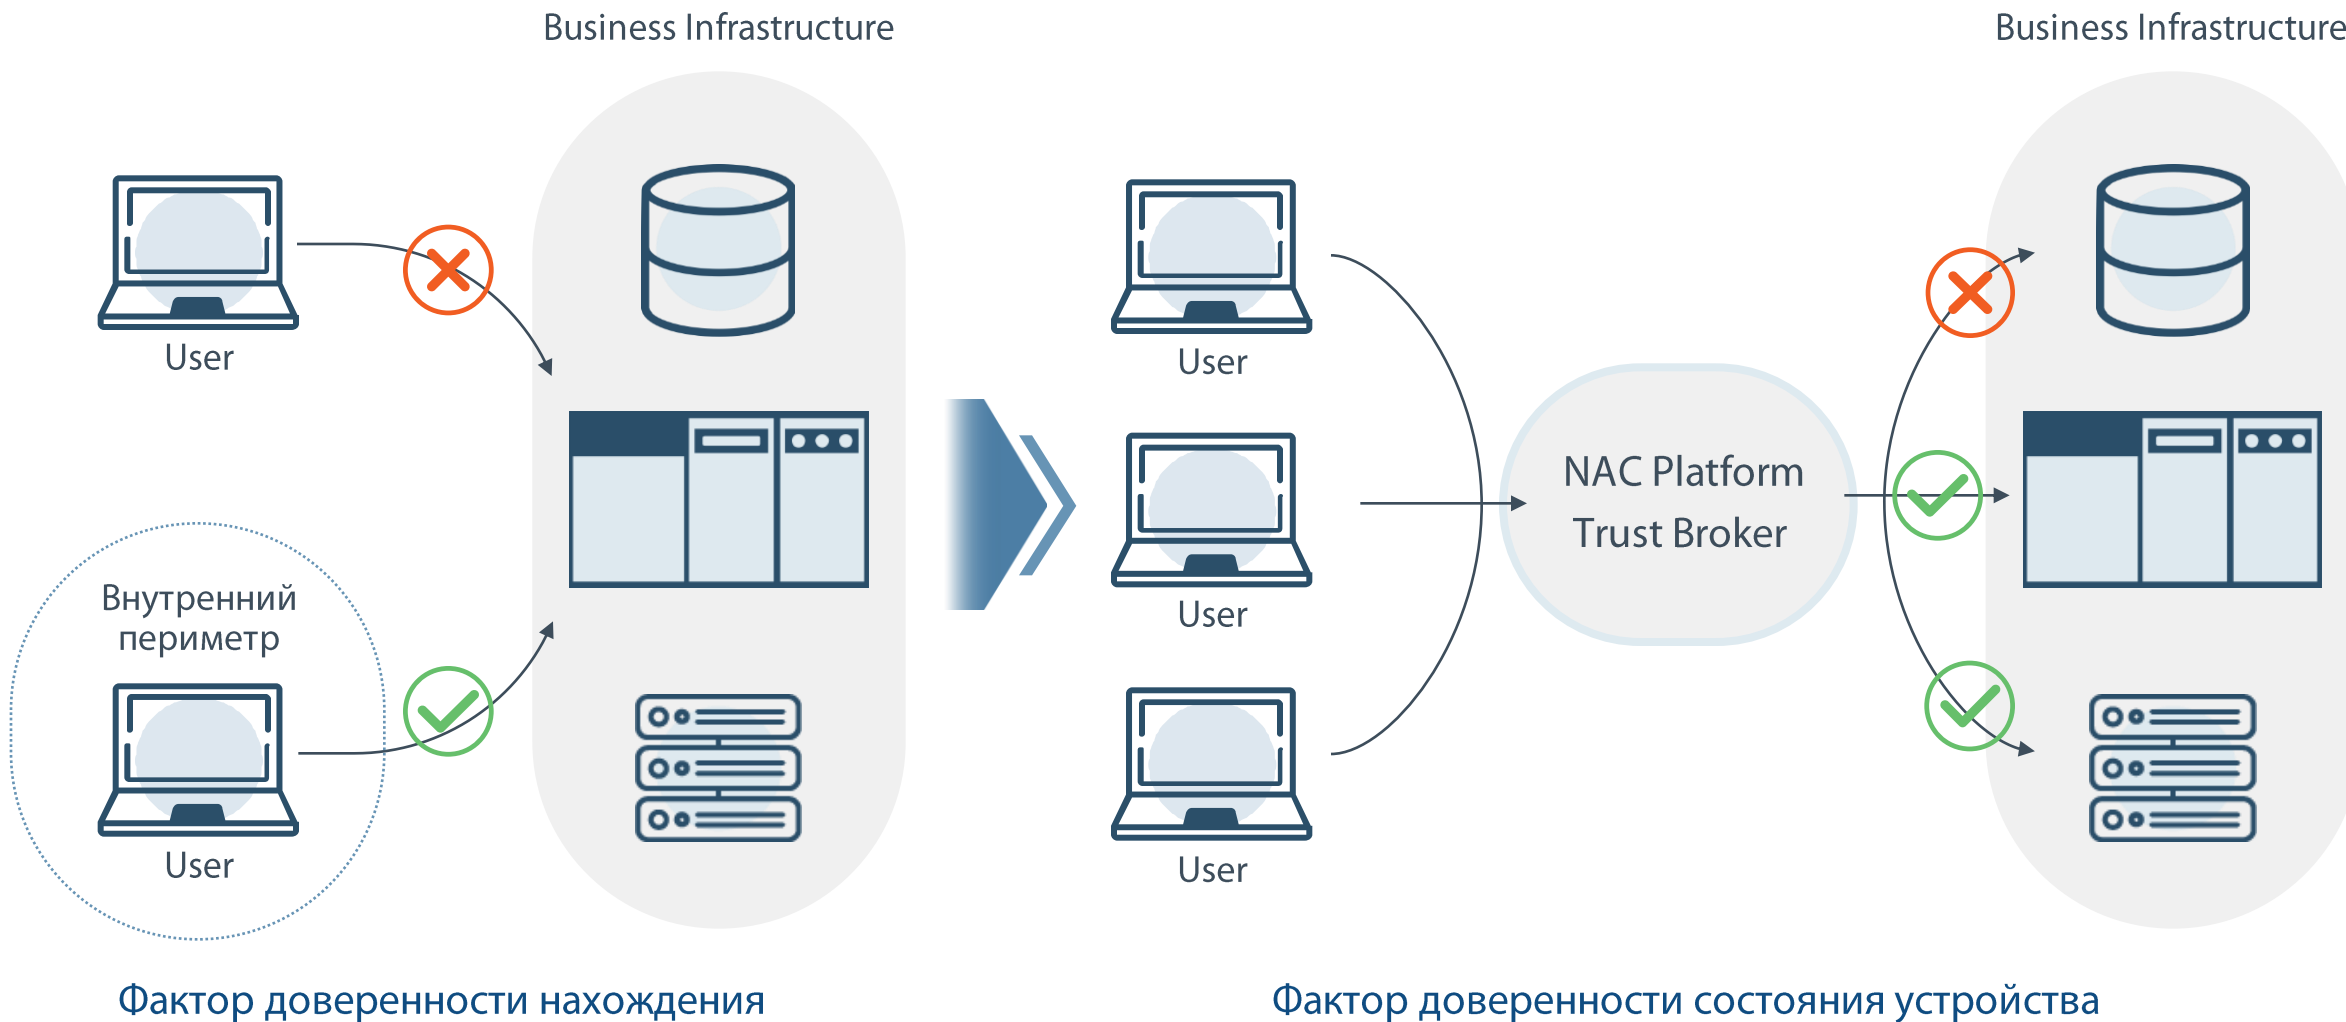 Business Infrastructure
User
Внутренний
периметр
User
Фактор доверенности нахождения
User
User
User
NAC Platform
Trust Broker
Business Infrastructure
Фактор доверенности состояния устройства